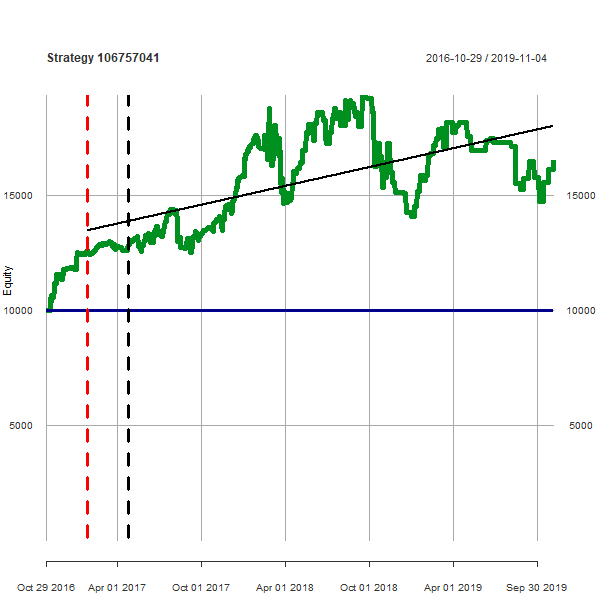 Strategy 106757041
2016-10-29 / 2019-11-04
Equity
15000
15000
10000
10000
5000
5000
Oct 29 2016
Apr 01 2017
Oct 01 2017
Apr 01 2018
Oct 01 2018
Apr 01 2019
Sep 30 2019